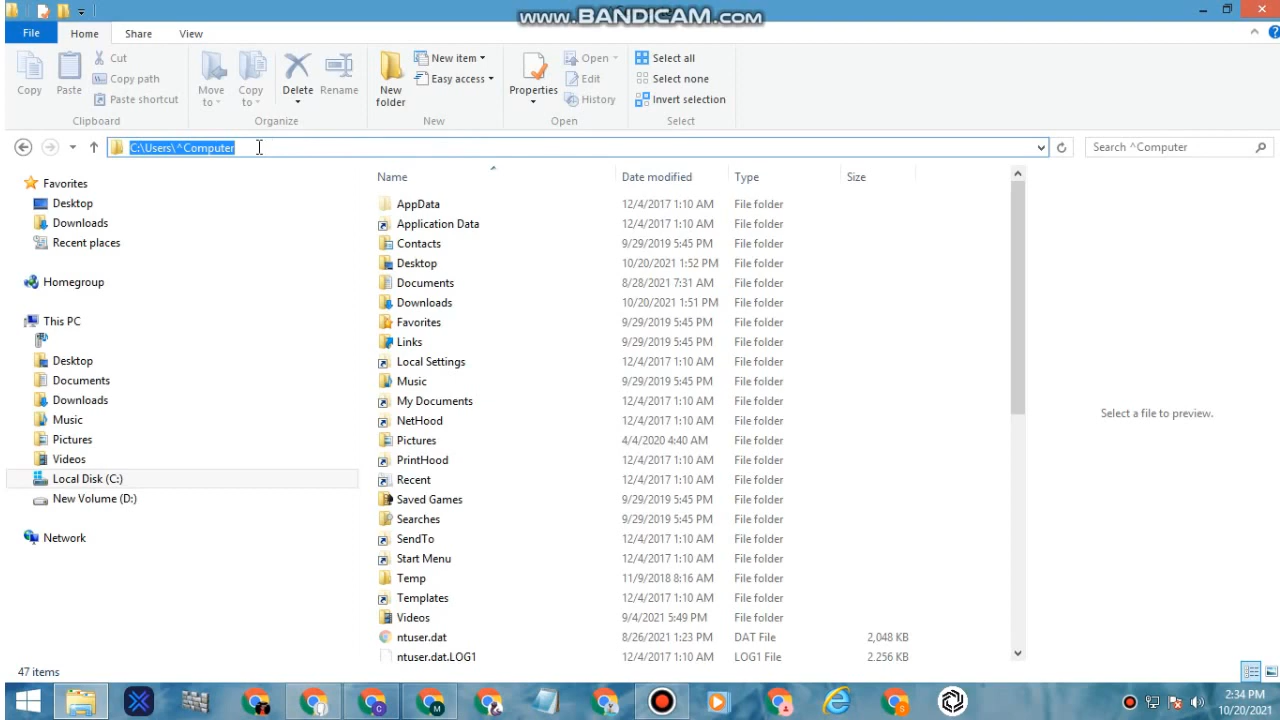 www.BANDICAM.com
File Home Share View
Copy
Paste
Cut
Copy path
Paste shortcut
Clipboard
Move to
Copy to
Delete
Rename
Organize
New folder
New item
Easy access
New
Properties
Open
Edit
History
Open
Select all
Select none
Invert selection
Select
C:\Users\^Computer
Search ^Computer
Favorites
Desktop
Downloads
Recent places
Homegroup
This PC
Desktop
Documents
Downloads
Music
Pictures
Videos
Local Disk (C:)
New Volume (D:)
Network
Name Date modified Type Size
AppData 12/4/2017 1:10 AM File folder
Application Data 12/4/2017 1:10 AM File folder
Contacts 9/29/2019 5:45 PM File folder
Desktop 10/20/2021 1:52 PM File folder
Documents 8/28/2021 7:31 AM File folder
Downloads 10/20/2021 1:51 PM File folder
Favorites 9/29/2019 5:45 PM File folder
Links 9/29/2019 5:45 PM File folder
Local Settings 12/4/2017 1:10 AM File folder
Music 9/29/2019 5:45 PM File folder
My Documents 12/4/2017 1:10 AM File folder
NetHood 12/4/2017 1:10 AM File folder
Pictures 4/4/2020 4:40 AM File folder
PrintHood 12/4/2017 1:10 AM File folder
Recent 12/4/2017 1:10 AM File folder
Saved Games 9/29/2019 5:45 PM File folder
Searches 9/29/2019 5:45 PM File folder
SendTo 12/4/2017 1:10 AM File folder
Start Menu 12/4/2017 1:10 AM File folder
Temp 11/9/2018 8:16 AM File folder
Templates 12/4/2017 1:10 AM File folder
Videos 9/4/2021 5:49 PM File folder
ntuser.dat 8/26/2021 1:23 PM DAT File 2,048 KB
ntuser.dat.LOG1 12/4/2017 1:10 AM LOG1 File 2,256 KB
Select a file to preview.
47 items
2:34 PM
10/20/2021